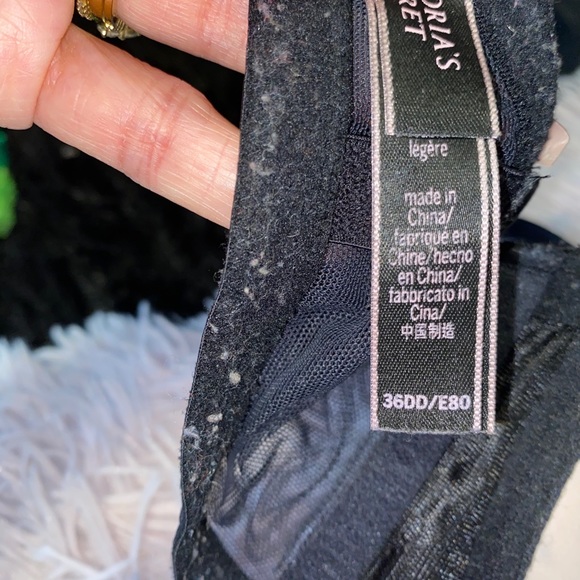 ORIA'S
RET
légère
made in
China/
fabriqué en
Chine/hecho
en China/
fabbricato in
Cina/
中国制造
36DD/E80